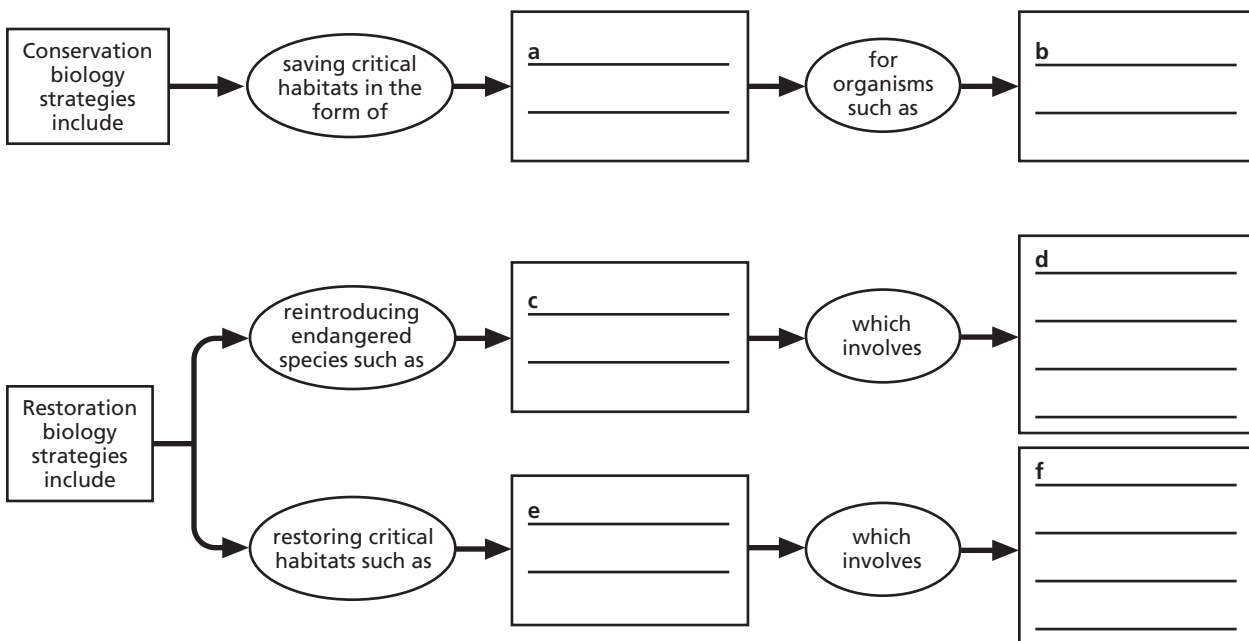 Conservation
biology
strategies
include
saving critical
habitats in the
form of
a
for
organisms
such as
b
Restoration
biology
strategies
include
reintroducing
endangered
species such as
c
which
involves
d
restoring critical
habitats such as
e
which
involves
f